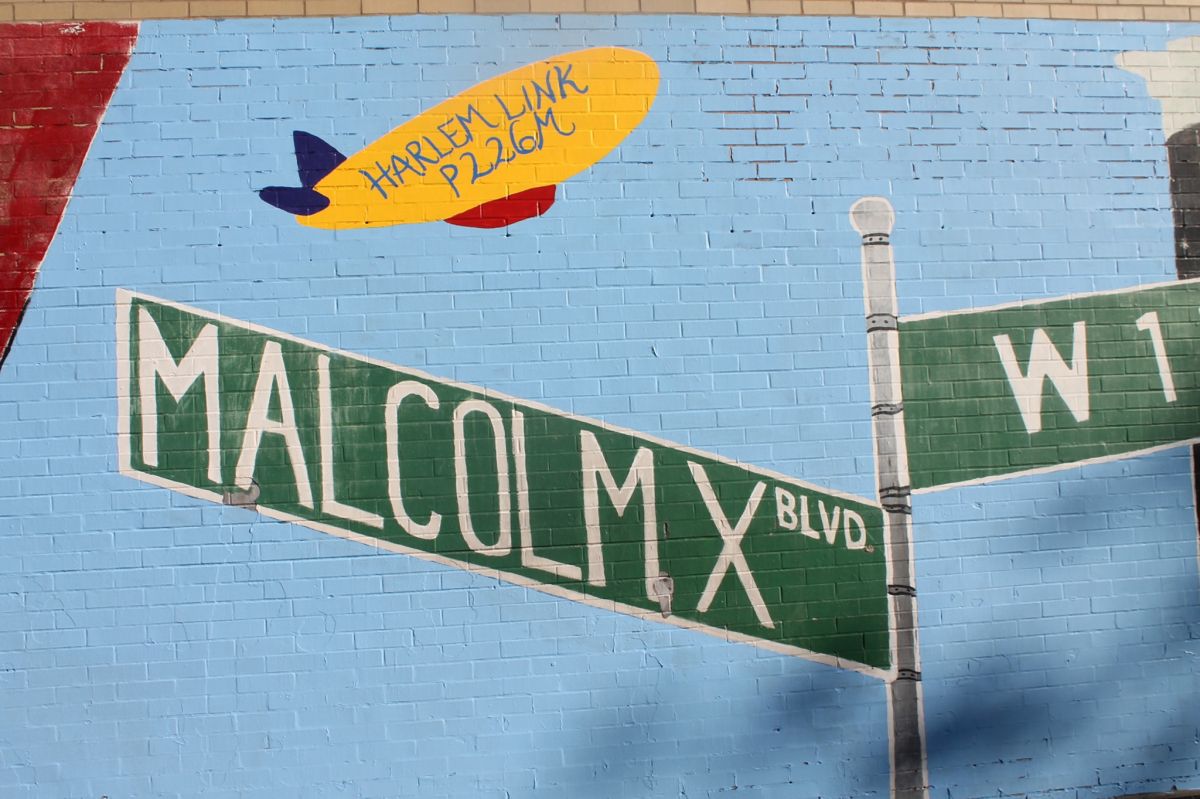 HARLEM LINK
P226M
MALCOLM X BLVD
W 1